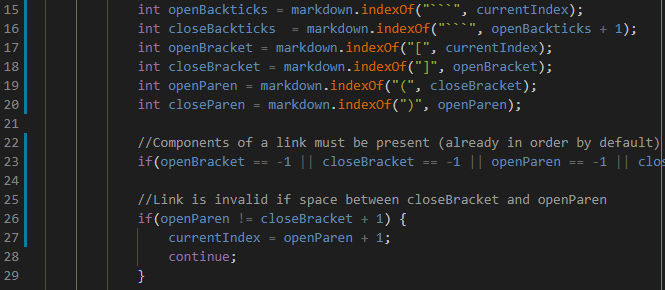 15 int openBackticks = markdown.indexOf("```", currentIndex);
16 int closeBackticks  = markdown.indexOf("```", openBackticks + 1);
17 int openBracket = markdown.indexOf("[", currentIndex);
18 int closeBracket = markdown.indexOf("]", openBracket);
19 int openParen = markdown.indexOf("(", closeBracket);
20 int closeParen = markdown.indexOf(")", openParen);
21
22 //Components of a link must be present (already in order by default)
23 if(openBracket == -1 || closeBracket == -1 || openParen == -1 || clos
24
25 //Link is invalid if space between closeBracket and openParen
26 if(openParen != closeBracket + 1) {
27 currentIndex = openParen + 1;
28 continue;
29 }